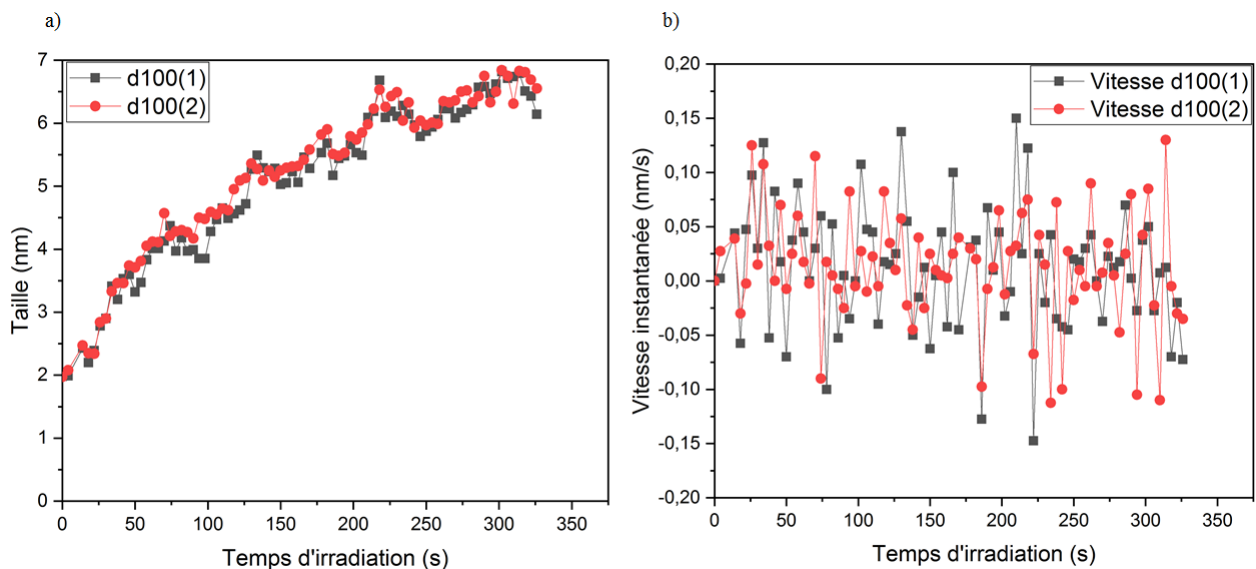 a)
d100(1)
d100(2)
Taille (nm)
7
6
5
4
3
2
1
0
0 50 100 150 200 250 300 350
Temps d'irradiation (s)
b)
Vitesse d100(1)
Vitesse d100(2)
Vitesse instantanée (nm/s)
0,20
0,15
0,10
0,05
0,00
-0,05
-0,10
-0,15
-0,20
0 50 100 150 200 250 300 350
Temps d'irradiation (s)